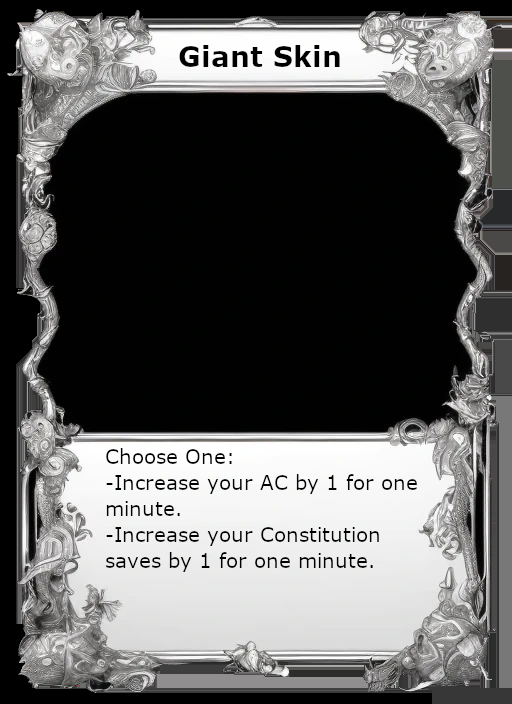 Giant Skin
Choose One:
-Increase your AC by 1 for one
minute.
-Increase your Constitution
saves by 1 for one minute.